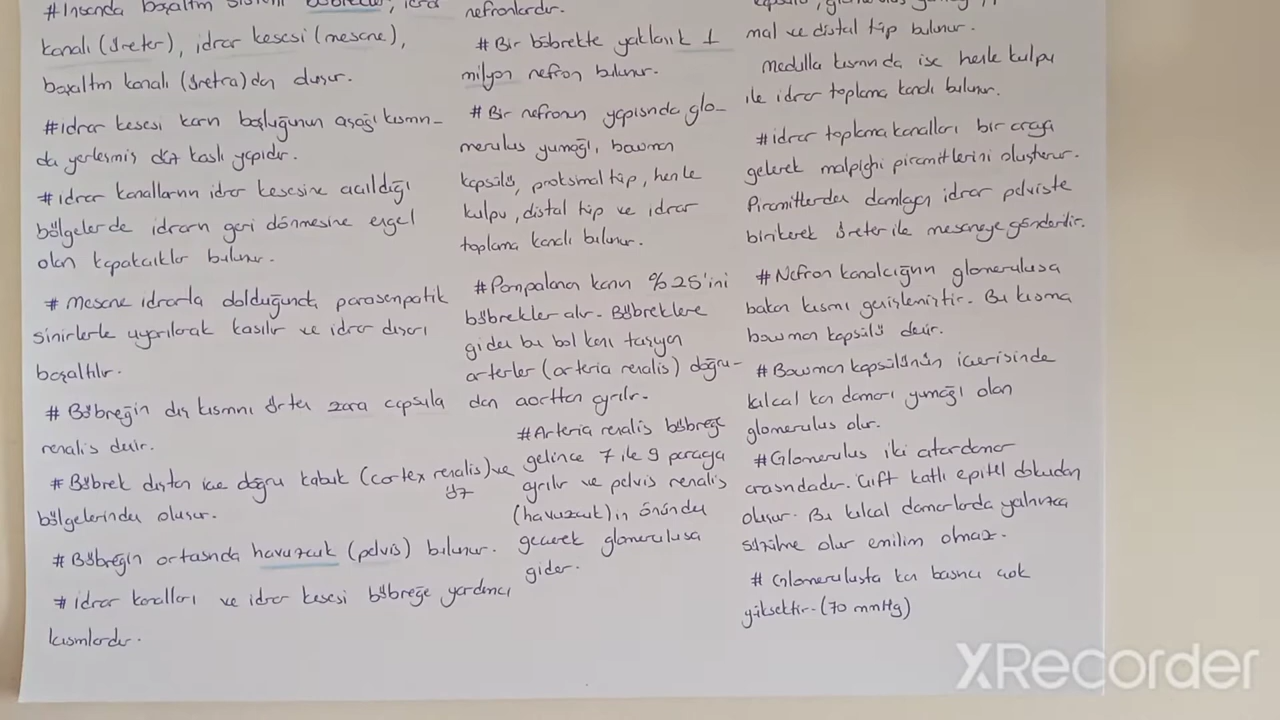 #İnsanda boşaltım sistemi böbrekler, idrar
kanalı (üreter), idrar kesesi (mesane),
boşaltım kanalı (üretra)dan oluşur.
#idrar kesesi karın boşluğunun aşağı kısmın-
da yerleşmiş düz kaslı yapıdır.
#idrar kanallarının idrar kesesine açıldığı
bölgelerde idrarın geri dönmesine engel
olan kapakçıklar bulunur.
# Mesane idrarla dolduğunda parasenpatik
sinirlerle uyarılarak kasılır ve idrar dışarı
boşaltılır.
# Böbreğin dış kısmını örten zara capsula
renalis denir.
# Böbrek dıştan içe doğru kabuk (cortex renalis) ve
öz
bölgelerinden oluşur.
# Böbreğin ortasında havuzcuk (pelvis) bulunur.
# idrar kanalları ve idrar kesesi böbreğe yardımcı
kısımlardır.
nefronlardır.
# Bir böbrekte yaklaşık 1
milyon nefron bulunur.
# Bir nefronun yapısında glo-
merulus yumağı, bowman
kapsülü, proksimal tüp, henle
kulpu, distal tüp ve idrar
toplama kanalı bulunur.
#Pompalanan kanın %25'ini
böbrekler alır. Böbreklere
giden bu bol kanı taşıyan
arterler (arteria renalis) doğru-
dan aorttan ayrılır.
#Arteria renalis böbreğe
gelince 7 ile 9 parçaya
ayrılır ve pelvis renalis
(havuzcuk)ın önünden
geçerek glomerulusa
gider.
mal ve distal tüp bulunur.
Medulla kısmında ise henle kulpu
ile idrar toplama kanalı bulunur.
#idrar toplama kanalları bir araya
gelerek malpighi piramitlerini oluşturur.
Piramitlerden damlayan idrar pelviste
birikerek üreter ile mesaneye gönderilir.
#Nefron kanalcığının glomerulusa
bakan kısmı genişlemiştir. Bu kısma
bowman kapsülü denir.
# Bowman kapsülünün içerisinde
kılcal kan damarı yumağı olan
glomerulus olur.
#Glomerulus iki atardamar
arasındadır. Çift katlı epitel dokudan
oluşur. Bu kılcal damarlarda yalnızca
süzülme olur emilim olmaz.
# Glomerulusta kan basıncı çok
yüksektir. (70 mmHg)
XRecorder